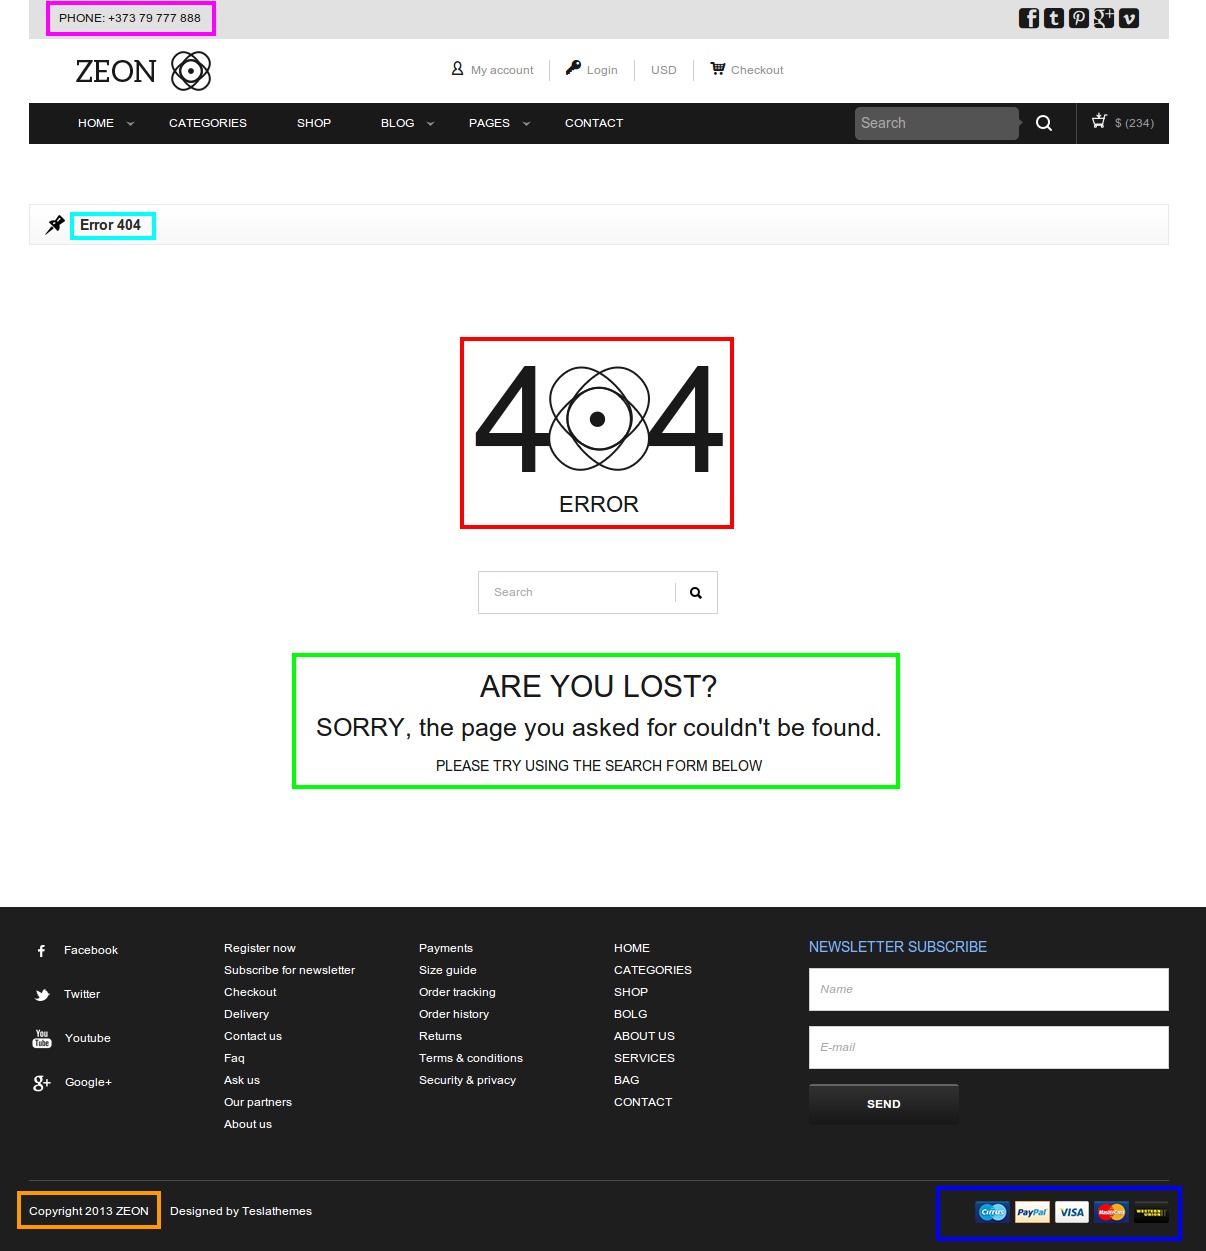 PHONE: +373 79 777 888
ZEON
My account
Login
USD
Checkout
HOME
CATEGORIES
SHOP
BLOG
PAGES
CONTACT
Search
$ (234)
Error 404
404
ERROR
Search
ARE YOU LOST?
SORRY, the page you asked for couldn't be found.
PLEASE TRY USING THE SEARCH FORM BELOW
Facebook
Twitter
You
Tube
Youtube
g+
Google+
Register now
Subscribe for newsletter
Checkout
Delivery
Contact us
Faq
Ask us
Our partners
About us
Payments
Size guide
Order tracking
Order history
Returns
Terms & conditions
Security & privacy
HOME
CATEGORIES
SHOP
BOLG
ABOUT US
SERVICES
BAG
CONTACT
NEWSLETTER SUBSCRIBE
Name
E-mail
SEND
Copyright 2013 ZEON
Designed by Teslathemes
Cirrus
PayPal
VISA
MasterCard
WESTERN
UNION